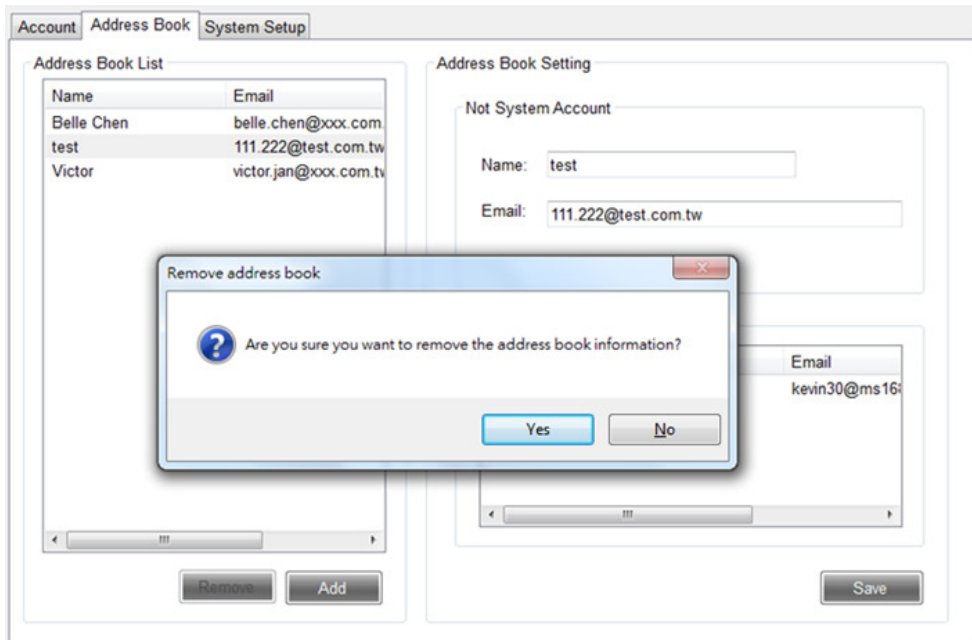 Account Address Book System Setup
Address Book List
Name Email
Belle Chen belle.chen@xxx.com.
test 111.222@test.com.tw
Victor victor.jan@xxx.com.tv
Remove Add
Address Book Setting
Not System Account
Name: test
Email: 111.222@test.com.tw
Remove address book
Are you sure you want to remove the address book information?
Yes No
Email
kevin30@ms168
Save